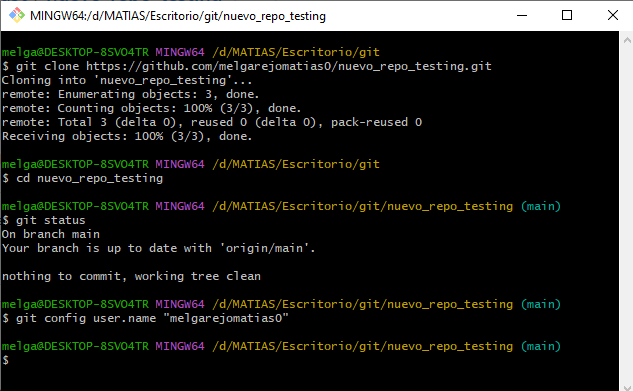 MINGW64:/d/MATIAS/Escritorio/git/nuevo_repo_testing
melga@DESKTOP-8SVO4TR MINGW64 /d/MATIAS/Escritorio/git
$ git clone https://github.com/melgarejomatias0/nuevo_repo_testing.git
Cloning into 'nuevo_repo_testing'...
remote: Enumerating objects: 3, done.
remote: Counting objects: 100% (3/3), done.
remote: Total 3 (delta 0), reused 0 (delta 0), pack-reused 0
Receiving objects: 100% (3/3), done.
melga@DESKTOP-8SVO4TR MINGW64 /d/MATIAS/Escritorio/git
$ cd nuevo_repo_testing
melga@DESKTOP-8SVO4TR MINGW64 /d/MATIAS/Escritorio/git/nuevo_repo_testing (main)
$ git status
On branch main
Your branch is up to date with 'origin/main'.
nothing to commit, working tree clean
melga@DESKTOP-8SVO4TR MINGW64 /d/MATIAS/Escritorio/git/nuevo_repo_testing (main)
$ git config user.name "melgarejomatias0"
melga@DESKTOP-8SVO4TR MINGW64 /d/MATIAS/Escritorio/git/nuevo_repo_testing (main)
$